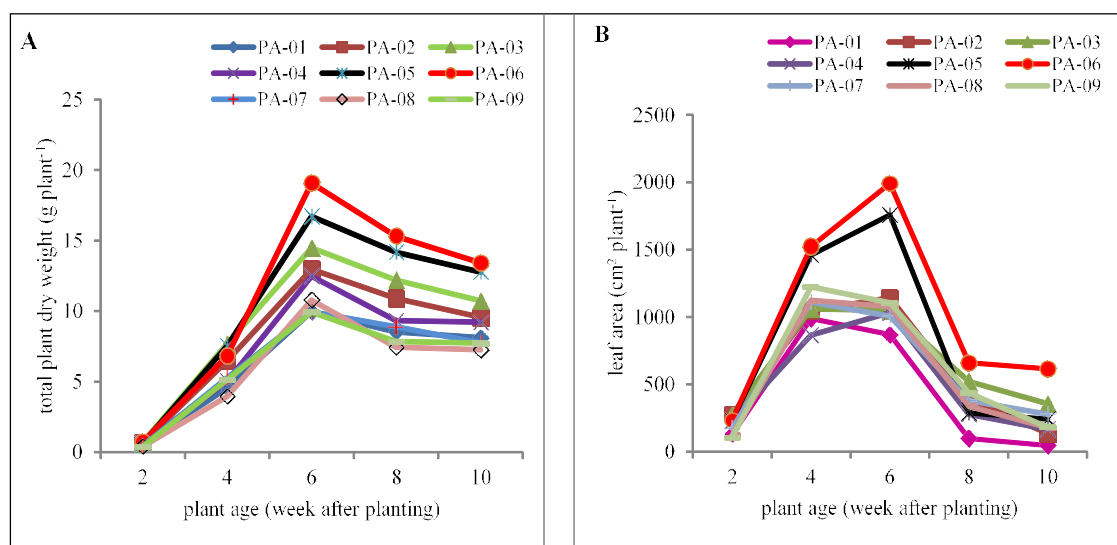 A
PA-01 PA-02 PA-03
PA-04 PA-05 PA-06
PA-07 PA-08 PA-09
25
20
15
10
5
0
2 4 6 8 10
total plant dry weight (g plant⁻¹)
plant age (week after planting)
B
PA-01 PA-02 PA-03
PA-04 PA-05 PA-06
PA-07 PA-08 PA-09
2500
2000
1500
1000
500
0
2 4 6 8 10
leaf area (cm² plant⁻¹)
plant age (week after planting)